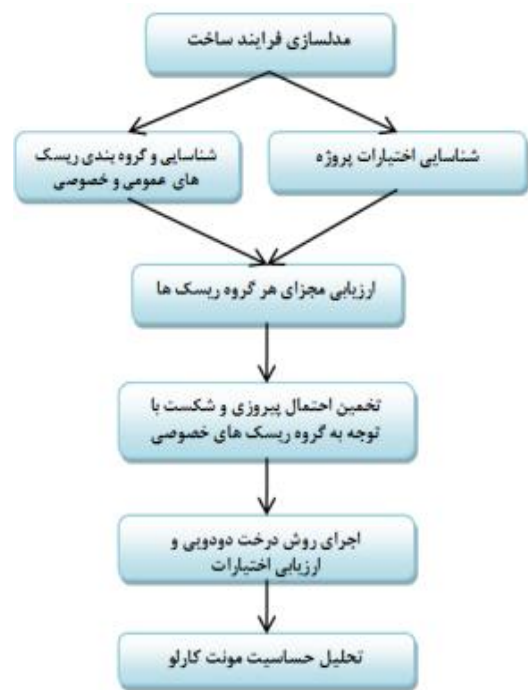 مدلسازی فرایند ساخت
شناسایی اختیارات پروژه
شناسایی و گروه بندی ریسک
های عمومی و خصوصی
ارزیابی مجزای هر گروه ریسک ها
تخمین احتمال پیروزی و شکست با
توجه به گروه ریسک های خصوصی
اجرای روش درخت دودویی و
ارزیابی اختیارات
تحلیل حساسیت مونت کارلو